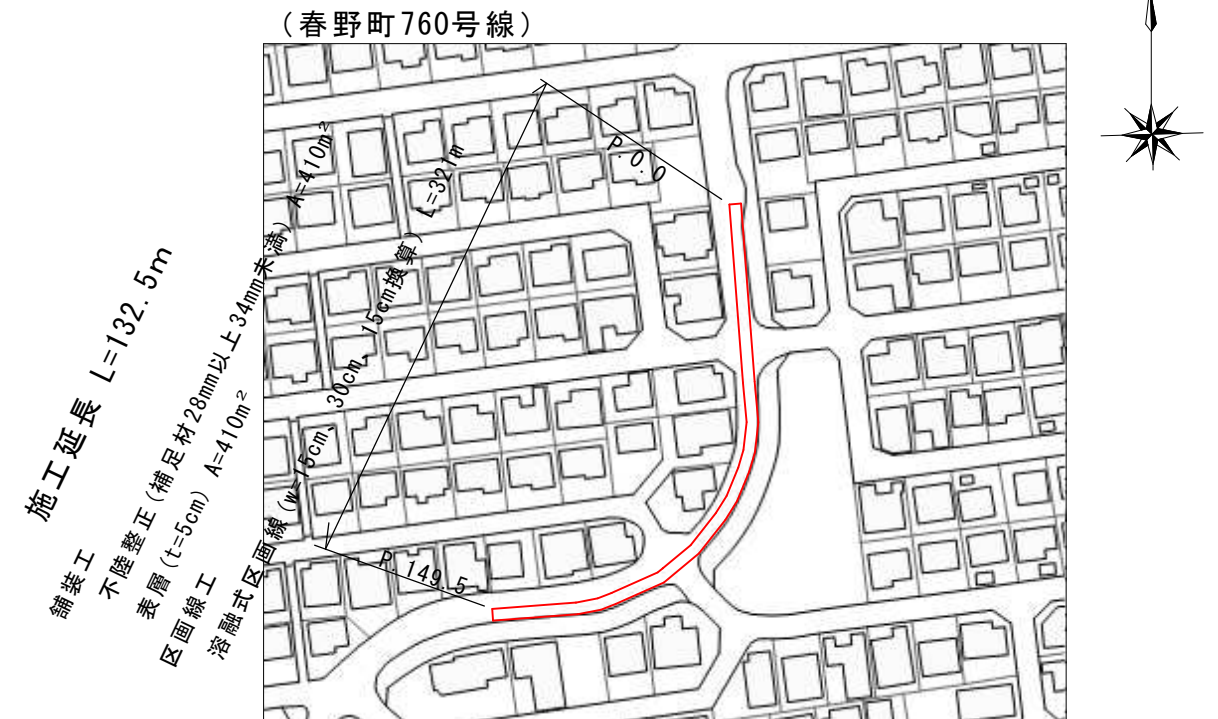 (春野町760号線)
P.0.0
P.149.5
施工延長 L=132.5m
舗装工
不陸整正(補足材28mm以上34mm未満) A=410m²
表層(t=5cm) A=410m²
区画線工
溶融式区画線(w=15cm、30cm、15cm換算) L=321m